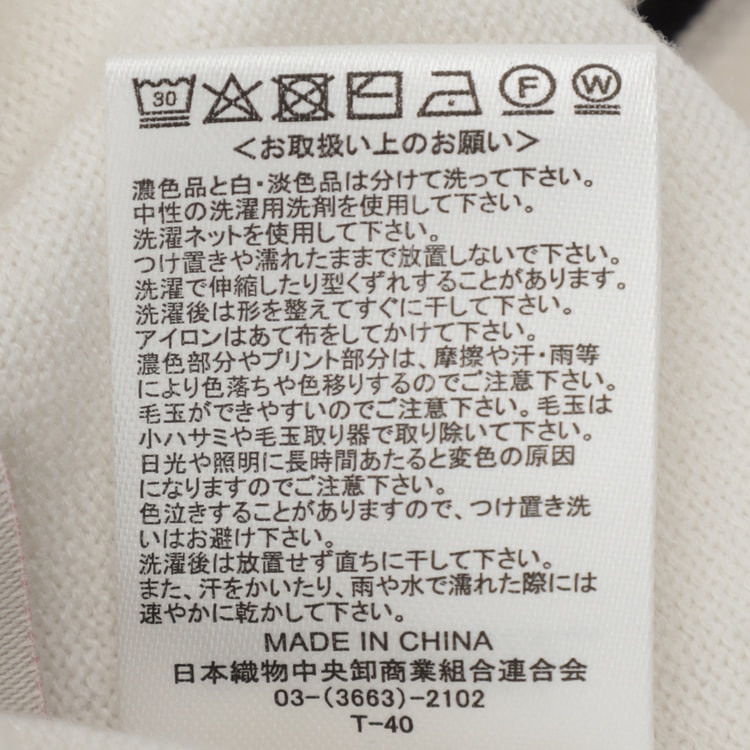 30 F W
<お取扱い上のお願い>
濃色品と白・淡色品は分けて洗って下さい。
中性の洗濯用洗剤を使用して下さい。
洗濯ネットを使用して下さい。
つけ置きや濡れたままで放置しないで下さい。
洗濯で伸縮したり型くずれすることがあります。
洗濯後は形を整えてすぐに干して下さい。
アイロンはあて布をしてかけて下さい。
濃色部分やプリント部分は、摩擦や汗・雨等
により色落ちや色移りするのでご注意下さい。
毛玉ができやすいのでご注意下さい。毛玉は
小ハサミや毛玉取り器で取り除いて下さい。
日光や照明に長時間あたると変色の原因
になりますのでご注意下さい。
色泣きすることがありますので、つけ置き洗
いはお避け下さい。
洗濯後は放置せず直ちに干して下さい。
また、汗をかいたり、雨や水で濡れた際には
速やかに乾かして下さい。
MADE IN CHINA
日本織物中央卸商業組合連合会
03-(3663)-2102
T-40